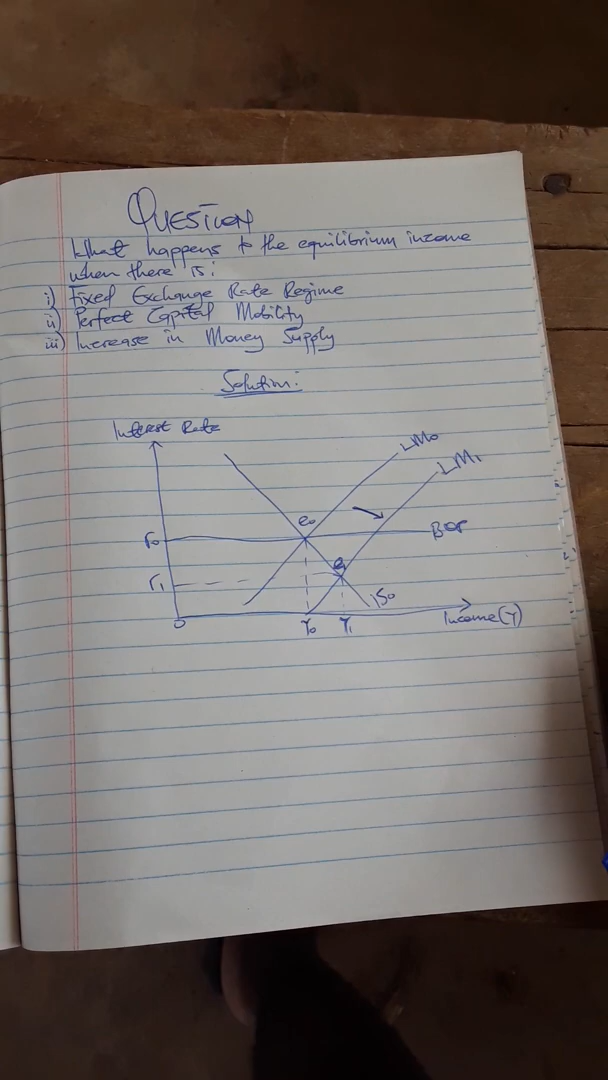 QUESTION
What happens to the equilibrium income
when there is:
i) Fixed Exchange Rate Regime
ii) Perfect Capital Mobility
iii) Increase in Money Supply
Solution:
Interest Rate
LM₀
LM₁
e₀
r₀
BOP
e₁
r₁
IS₀
0
Y₀
Y₁
Income(Y)